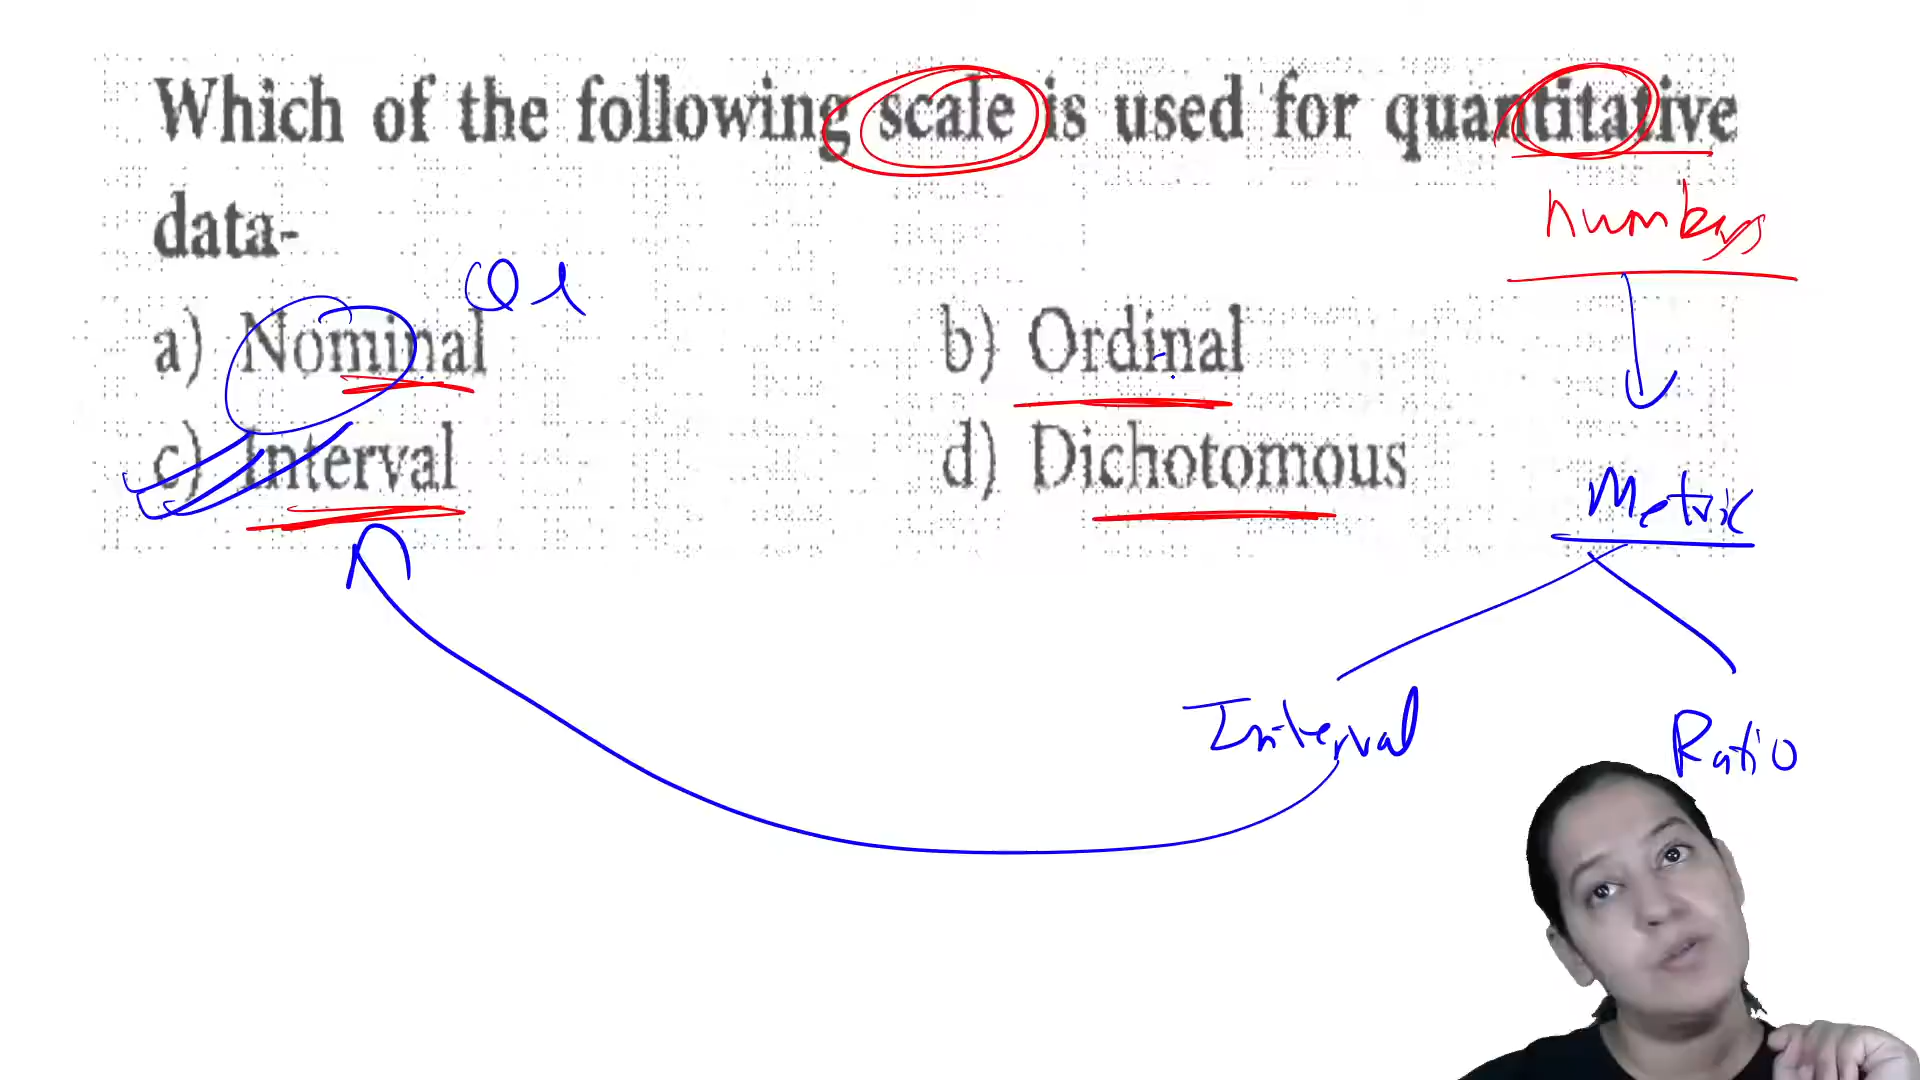 Which of the following scale is used for quantitative
data-
numbers
a) Nominal
b) Ordinal
c) Interval
d) Dichotomous
Metric
Interval
Ratio